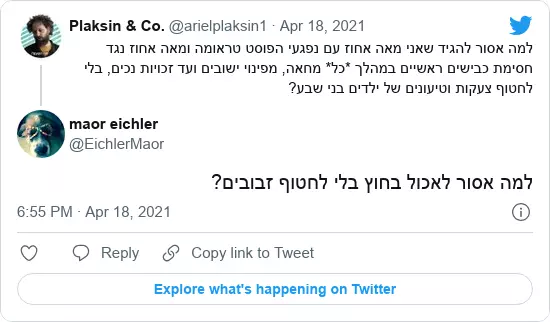 Plaksin & Co. @arielplaksin1 · Apr 18, 2021
למה אסור להגיד שאני מאה אחוז עם נפגעי הפוסט טראומה ומאה אחוז נגד
חסימת כבישים ראשיים במהלך *כל* מחאה, מפינוי ישובים ועד זכויות נכים, בלי
לחטוף צעקות וטיעונים של ילדים בני שבע?
maor eichler
@EichlerMaor
למה אסור לאכול בחוץ בלי לחטוף זבובים?
6:55 PM · Apr 18, 2021
Reply
Copy link to Tweet
Explore what's happening on Twitter